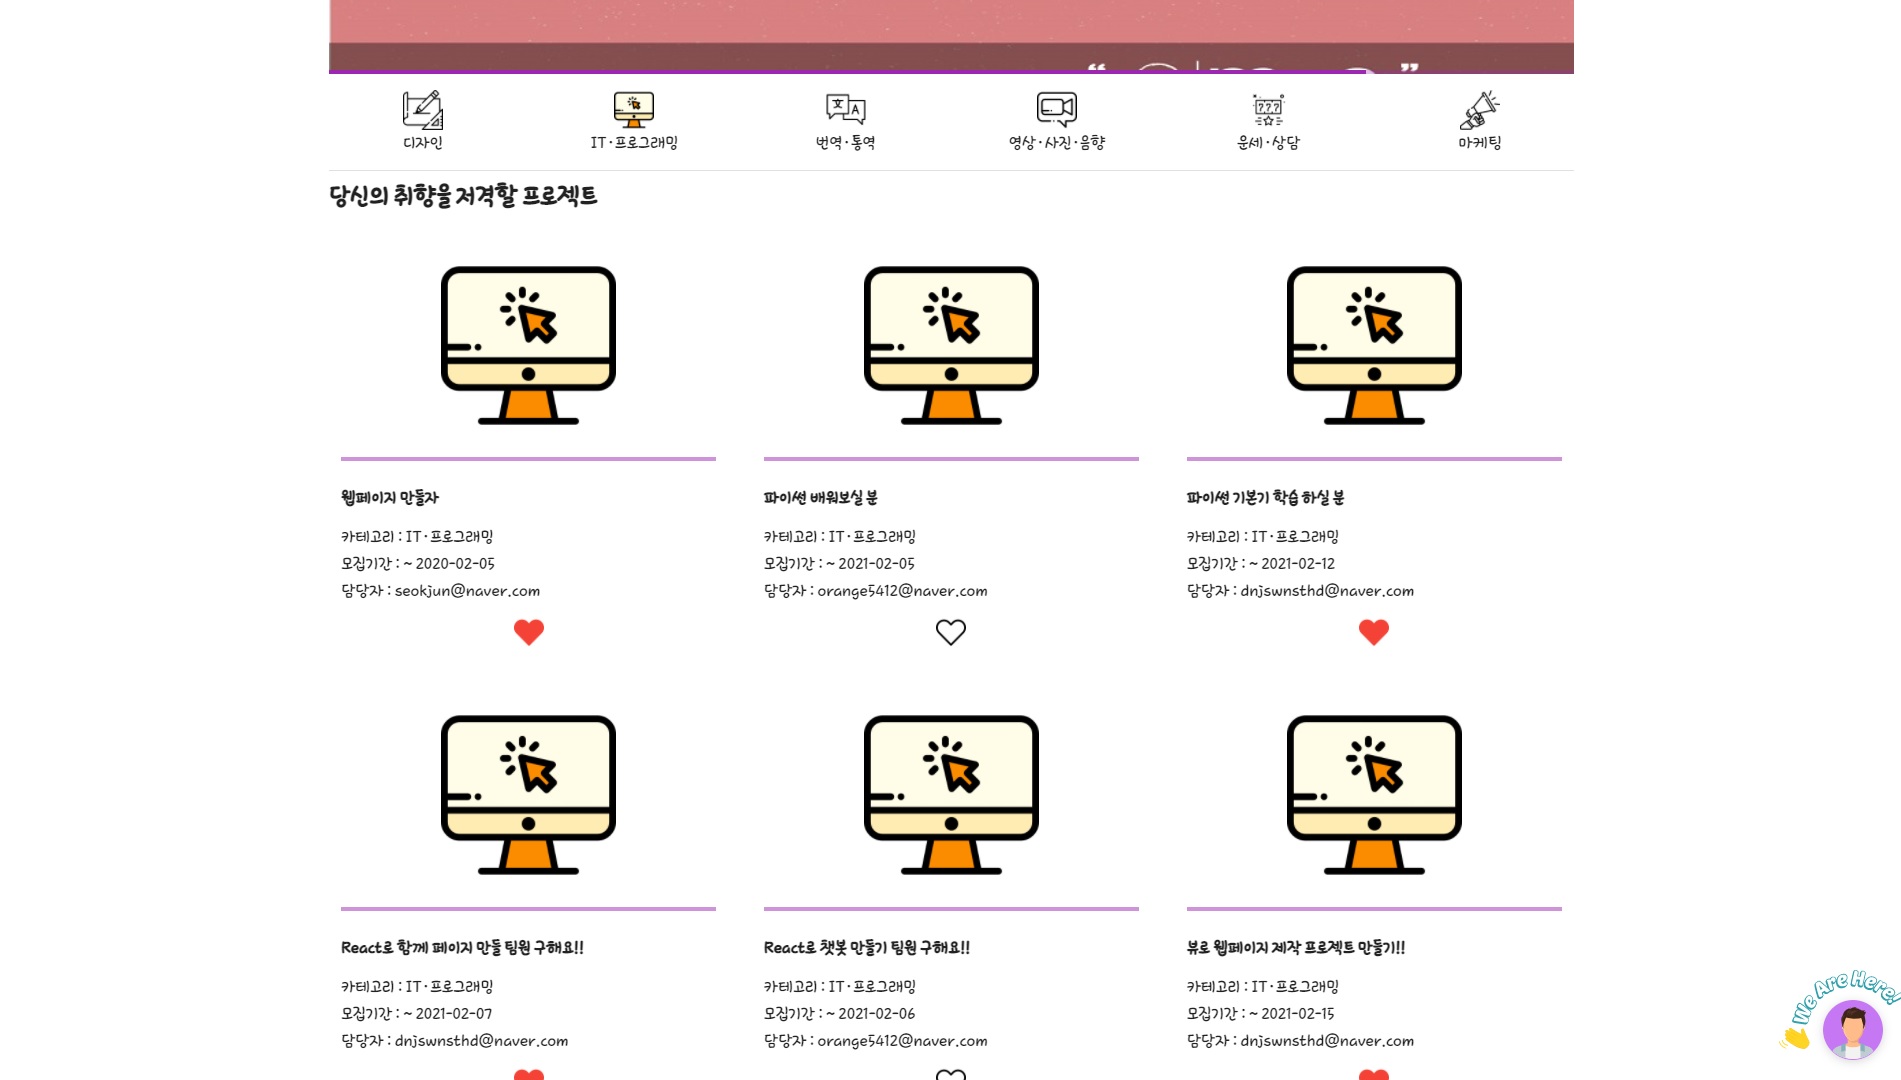 디자인
IT·프로그래밍
번역·통역
영상·사진·음향
운세·상담
마케팅
당신의 취향을 저격할 프로젝트
웹페이지 만들자
카테고리 : IT·프로그래밍
모집기간 : ~ 2020-02-05
담당자 : seokjun@naver.com
파이썬 배워보실 분
카테고리 : IT·프로그래밍
모집기간 : ~ 2021-02-05
담당자 : orange5412@naver.com
파이썬 기본기 학습 하실 분
카테고리 : IT·프로그래밍
모집기간 : ~ 2021-02-12
담당자 : dnjswnsthd@naver.com
React로 함께 페이지 만들 팀원 구해요!!
카테고리 : IT·프로그래밍
모집기간 : ~ 2021-02-07
담당자 : dnjswnsthd@naver.com
React로 챗봇 만들기 팀원 구해요!!
카테고리 : IT·프로그래밍
모집기간 : ~ 2021-02-06
담당자 : orange5412@naver.com
뷰로 웹페이지 제작 프로젝트 만들기!!
카테고리 : IT·프로그래밍
모집기간 : ~ 2021-02-15
담당자 : dnjswnsthd@naver.com
We Are Here!